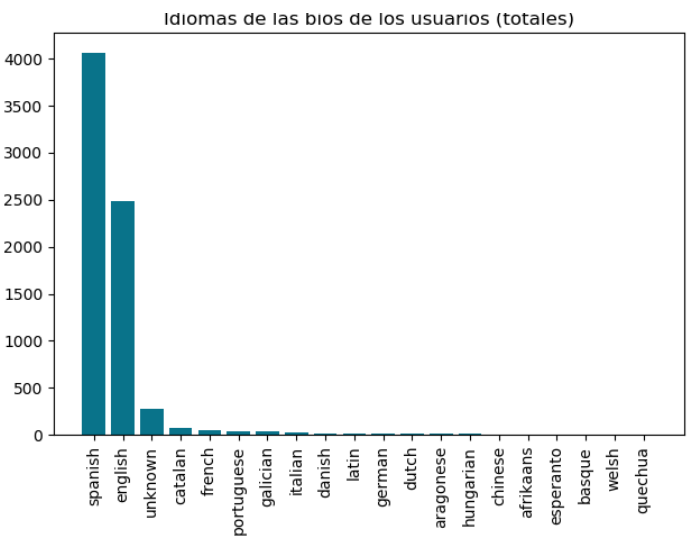 Idiomas de las bios de los usuarios (totales)
4000
3500
3000
2500
2000
1500
1000
500
0
spanish
english
unknown
catalan
french
portuguese
galician
italian
danish
latin
german
dutch
aragonese
hungarian
chinese
afrikaans
esperanto
basque
welsh
quechua